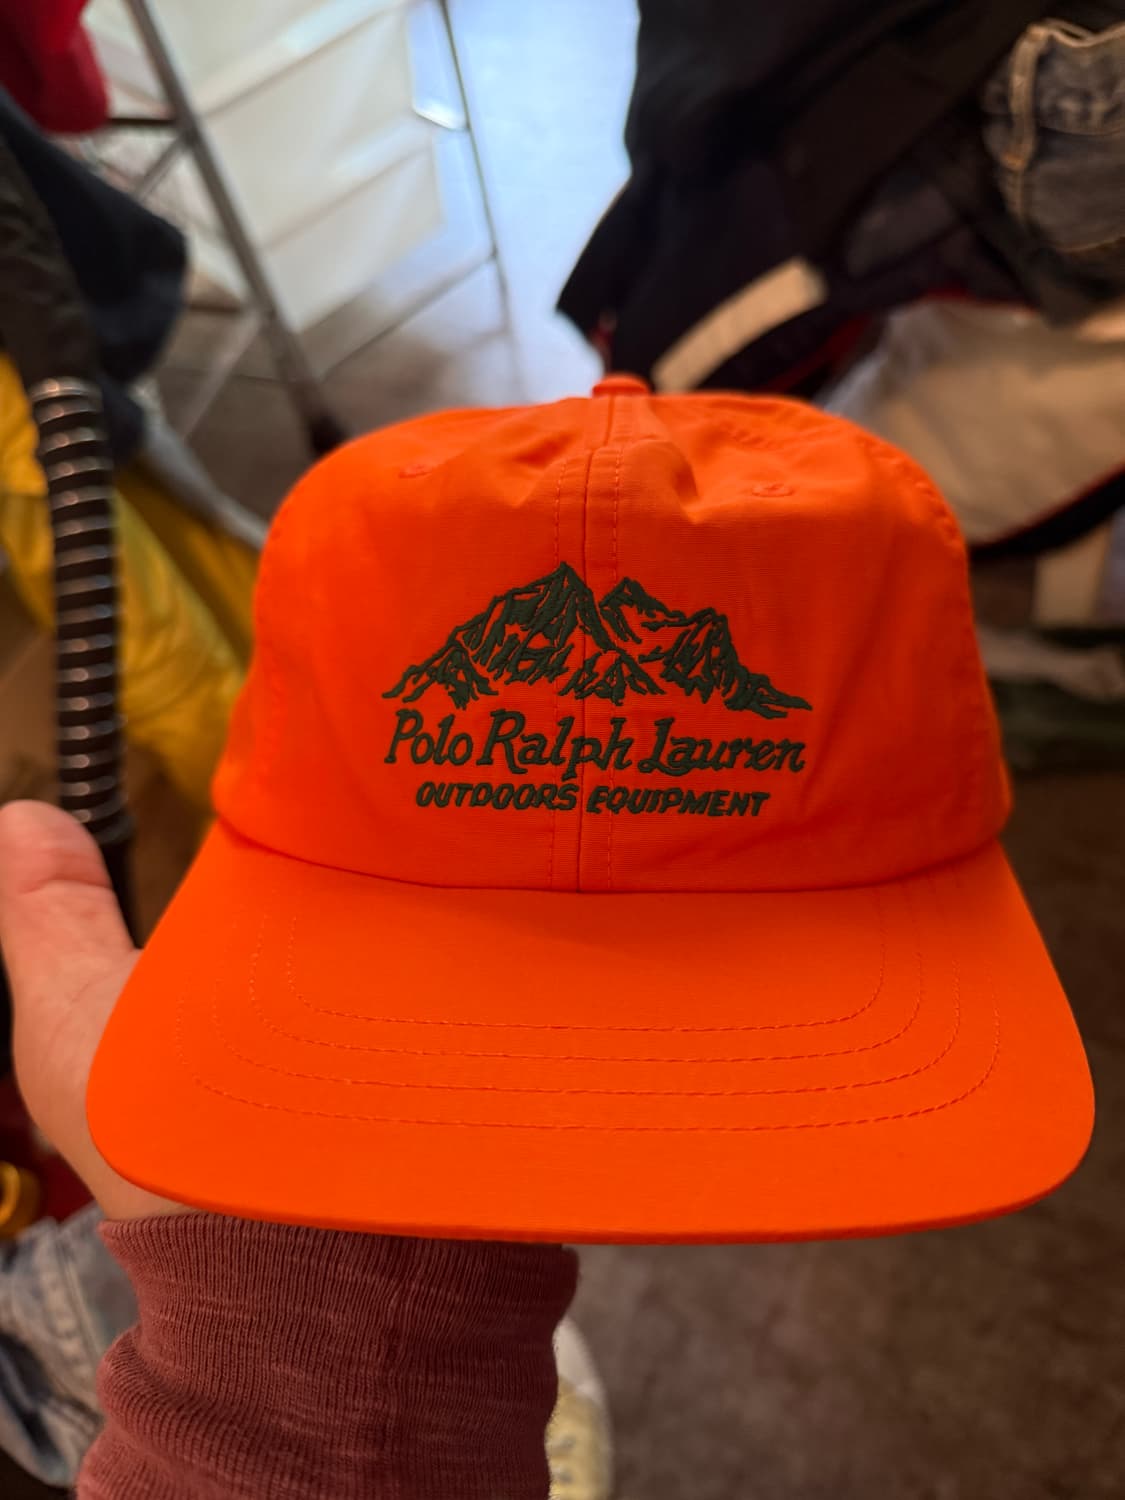 Polo Ralph Lauren
OUTDOORS EQUIPMENT